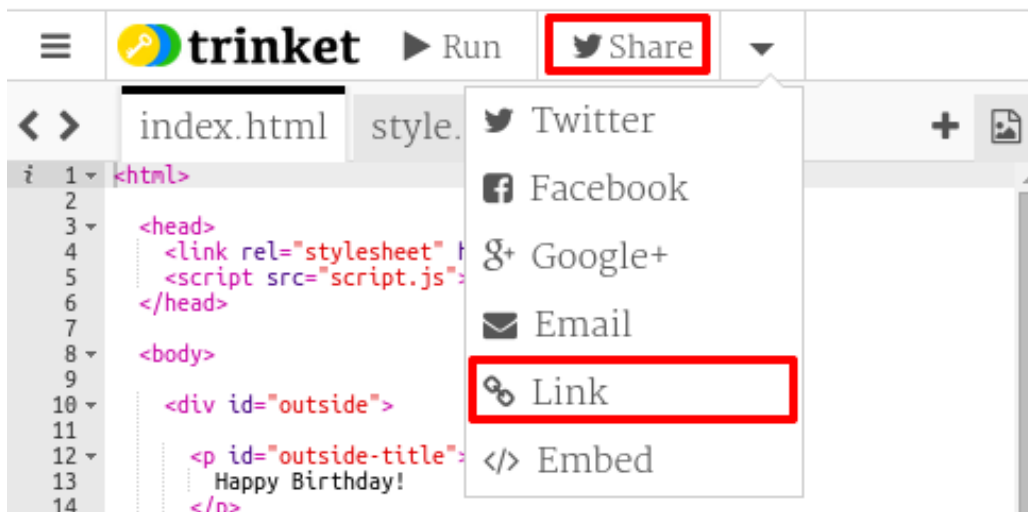 trinket Run Share
index.html style.
Twitter
Facebook
Google+
Email
Link
Embed
i 1 <html>
2
3 <head>
4 <link rel="stylesheet" h
5 <script src="script.js">
6 </head>
7
8 <body>
9
10 <div id="outside">
11
12 <p id="outside-title">
13 Happy Birthday!
14 </p>